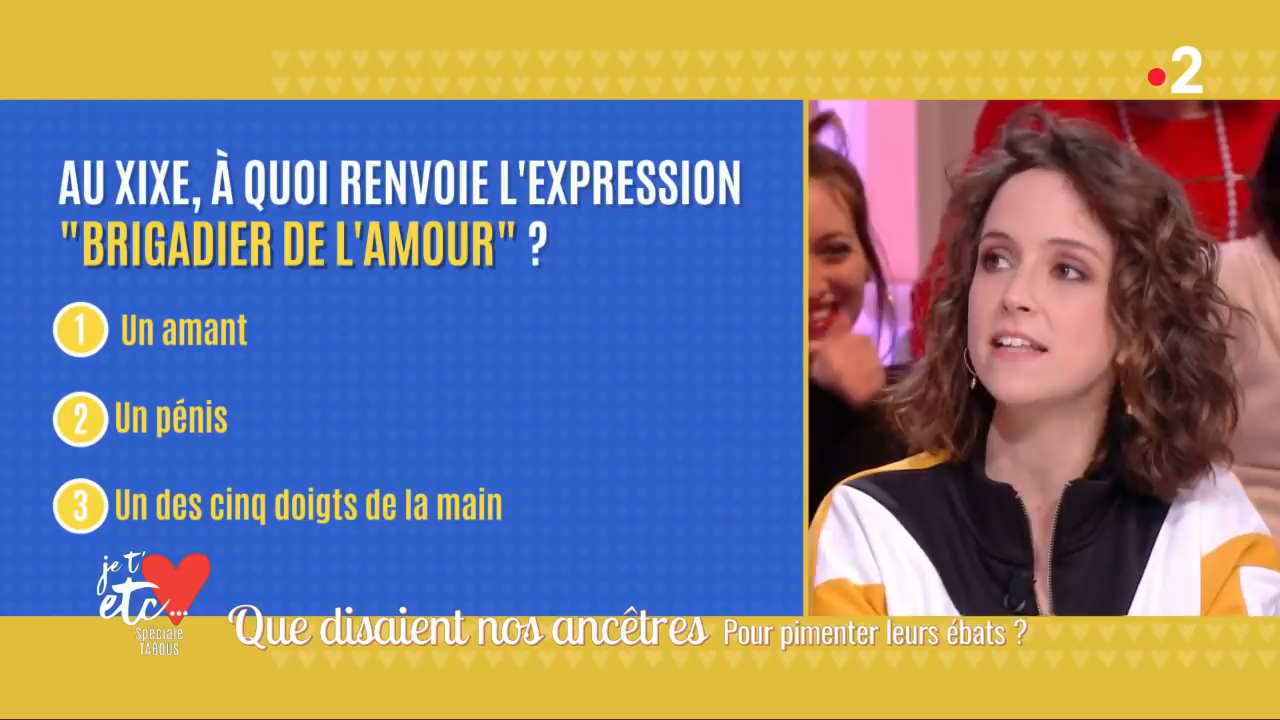 2
AU XIXE, À QUOI RENVOIE L'EXPRESSION
"BRIGADIER DE L'AMOUR" ?
1 Un amant
2 Un pénis
3 Un des cinq doigts de la main
je t'
etc...
Spéciale
TABOUS
Que disaient nos ancêtres Pour pimenter leurs ébats ?